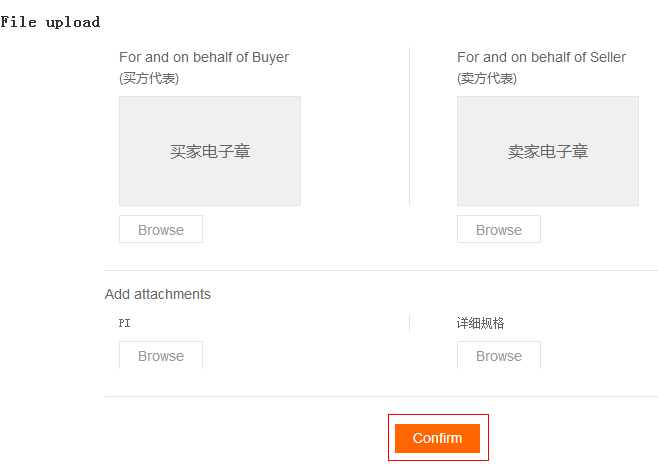 File upload
For and on behalf of Buyer
(买方代表)
买家电子章
Browse
For and on behalf of Seller
(卖方代表)
卖家电子章
Browse
Add attachments
PI
Browse
详细规格
Browse
Confirm